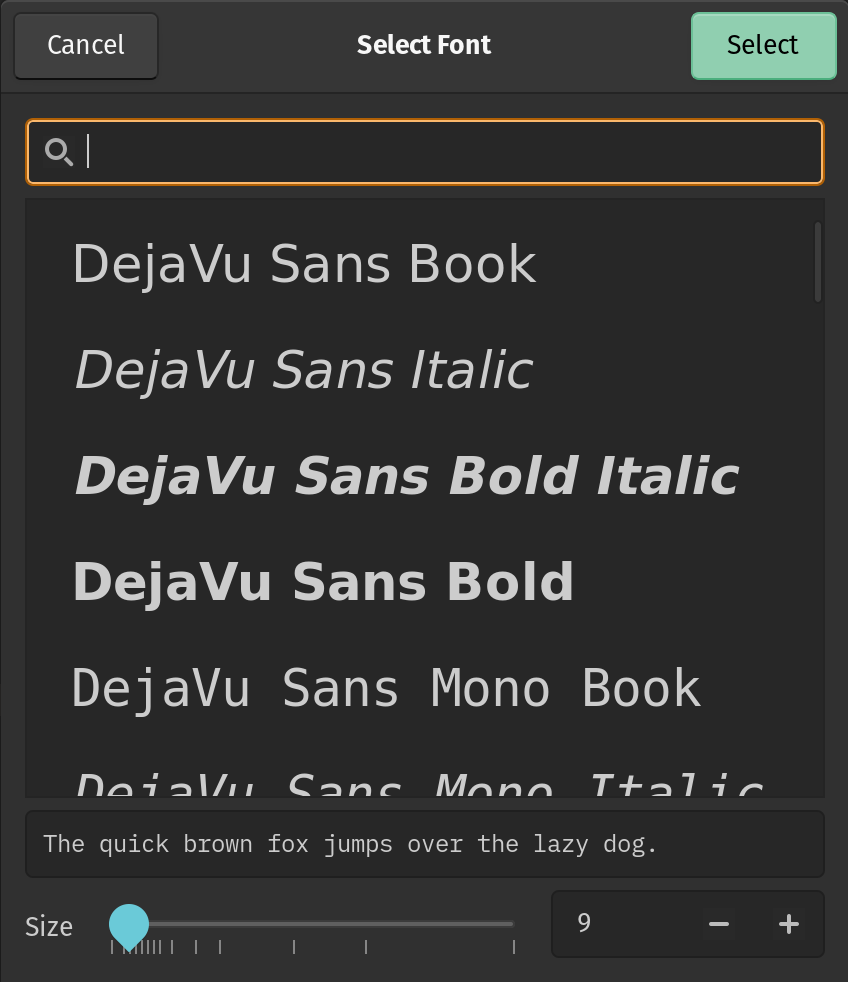 Cancel Select Font Select
DejaVu Sans Book
DejaVu Sans Italic
DejaVu Sans Bold Italic
DejaVu Sans Bold
DejaVu Sans Mono Book
DejaVu Sans Mono Italic
The quick brown fox jumps over the lazy dog.
Size 9